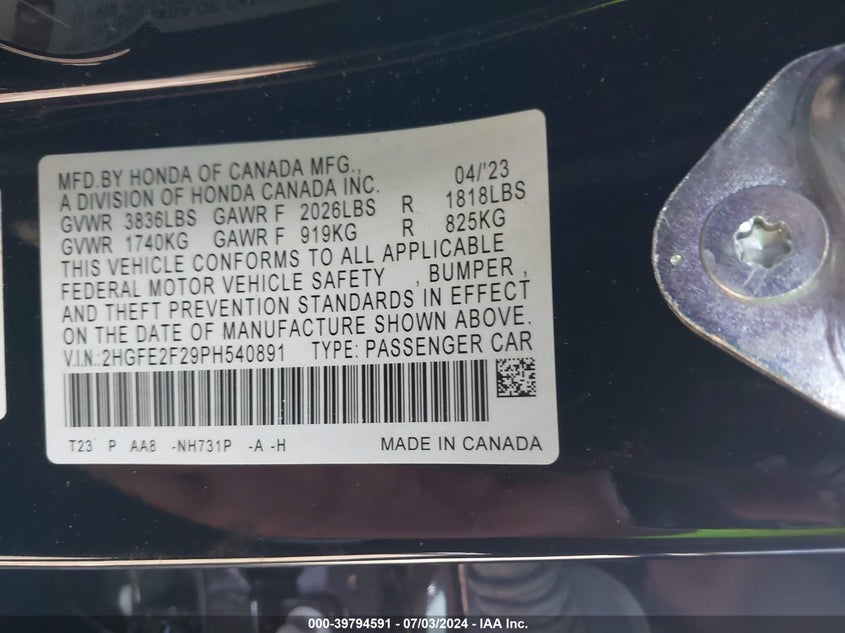 MFD.BY HONDA OF CANADA MFG., 04/'23
A DIVISION OF HONDA CANADA INC.
GVWR 3836LBS GAWR F 2026LBS R 1818LBS
GVWR 1740KG GAWR F 919KG R 825KG
THIS VEHICLE CONFORMS TO ALL APPLICABLE
FEDERAL MOTOR VEHICLE SAFETY , BUMPER ,
AND THEFT PREVENTION STANDARDS IN EFFECT
ON THE DATE OF MANUFACTURE SHOWN ABOVE.
V.I.N.:2HGFE2F29PH540891 TYPE: PASSENGER CAR
T23 P AA8 -NH731P -A -H MADE IN CANADA
000-39794591 / 07/03/2024 - IAA Inc.